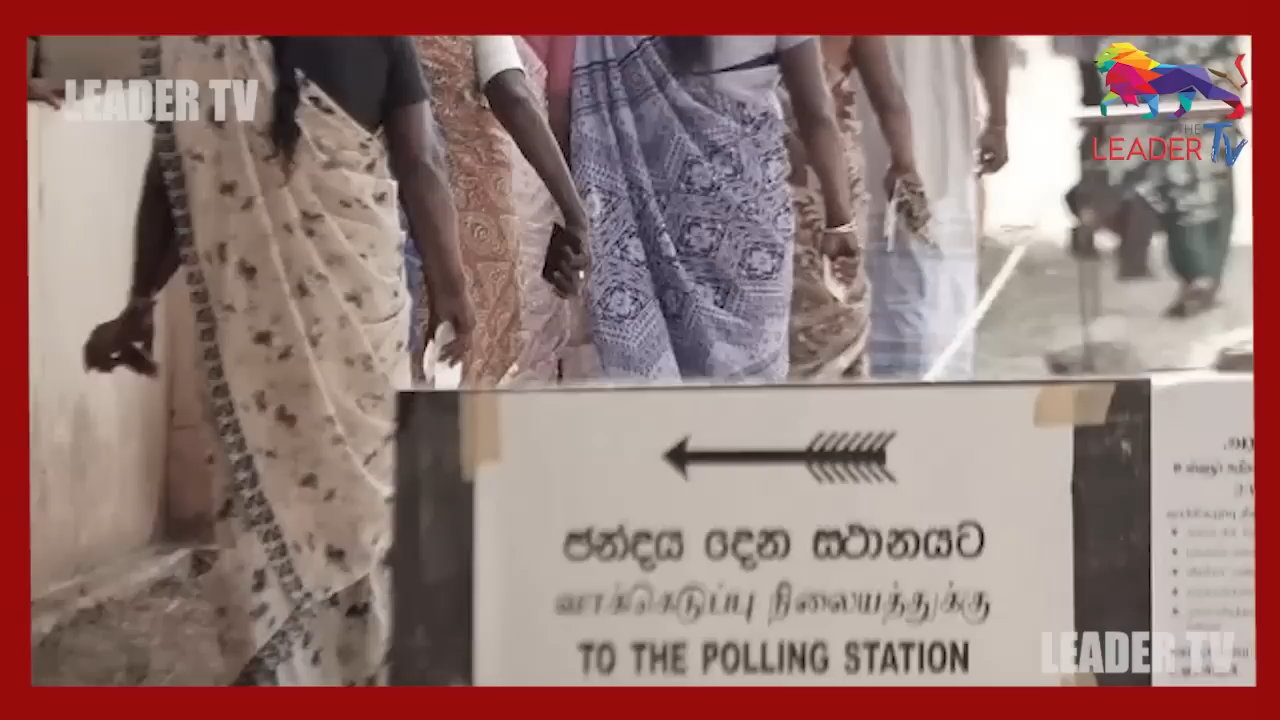 LEADER TV
THE
LEADER TV
ඡන්දය දෙන ස්ථානයට
வாக்கெடுப்பு நிலையத்துக்கு
TO THE POLLING STATION
LEADER TV